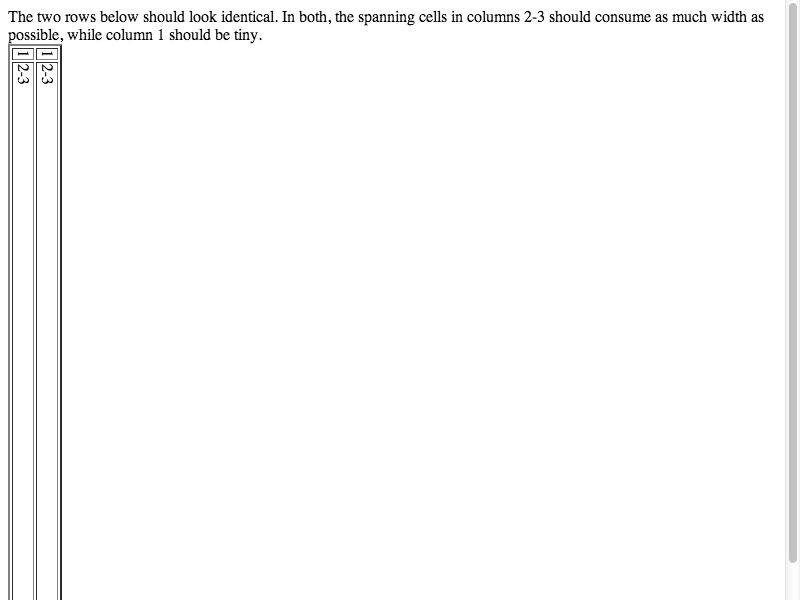 The two rows below should look identical. In both, the spanning cells in columns 2-3 should consume as much width as
possible, while column 1 should be tiny.
1 2-3
1 2-3